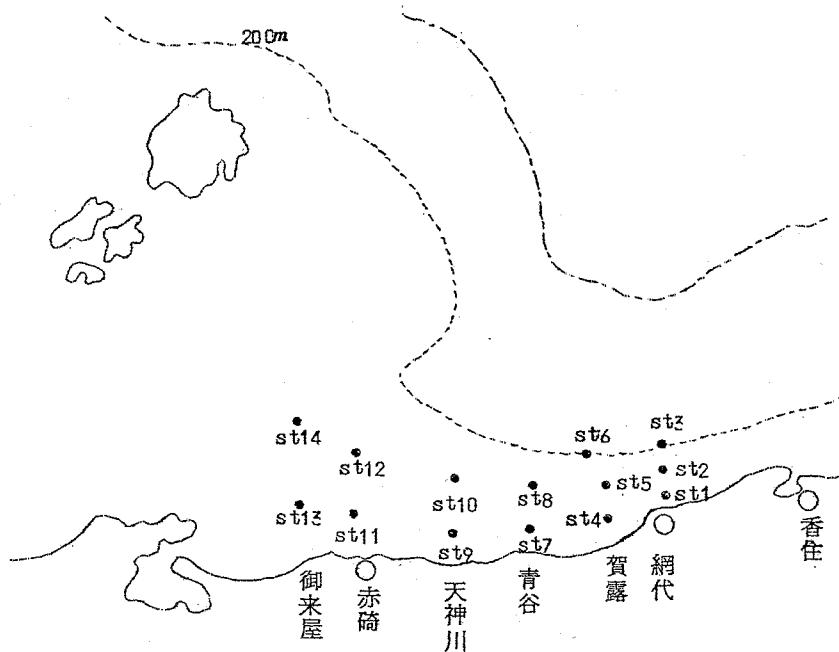 200m
st3
st6
st14
st12
st2
st5
st10
st8
st1
st13
st11
st4
st9
st7
香住
網代
賀露
青谷
天神川
赤碕
御来屋